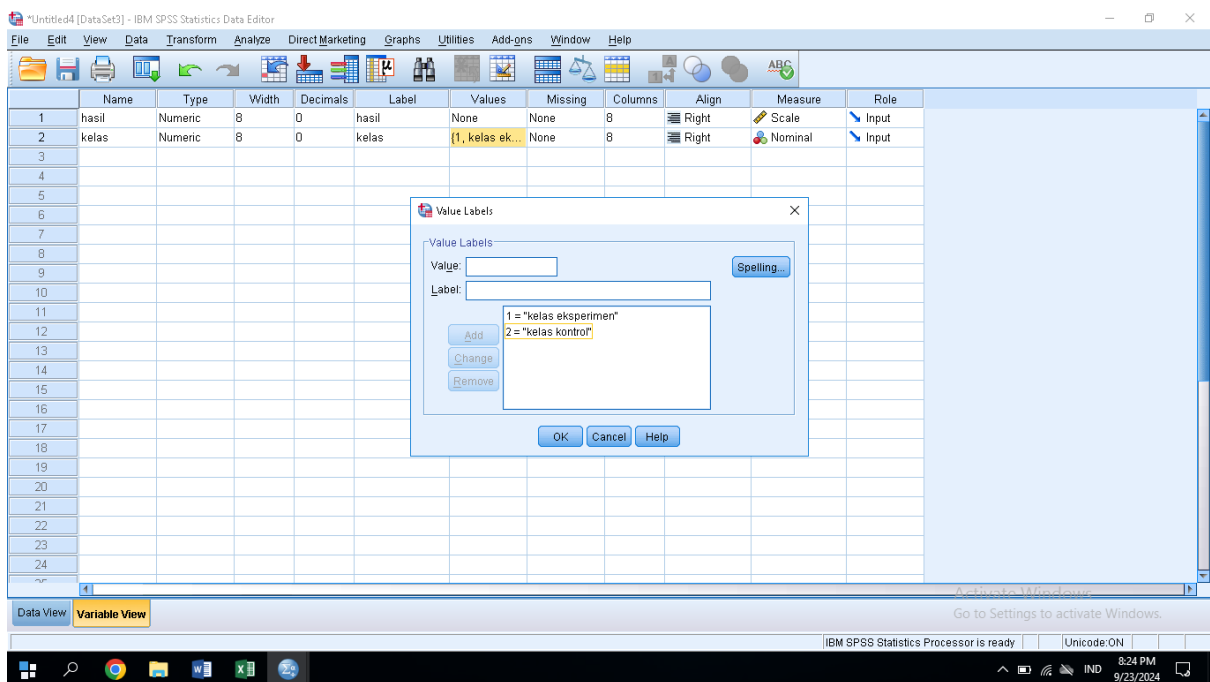 *Untitled4 [DataSet3] - IBM SPSS Statistics Data Editor
File Edit View Data Transform Analyze Direct Marketing Graphs Utilities Add-ons Window Help
Name Type Width Decimals Label Values Missing Columns Align Measure Role
1 hasil Numeric 8 0 hasil None None 8 Right Scale Input
2 kelas Numeric 8 0 kelas {1, kelas ek... None 8 Right Nominal Input
3
4
5
6
7
8
9
10
11
12
13
14
15
16
17
18
19
20
21
22
23
24
Value Labels
Value Labels
Value:
Spelling...
Label:
1 = "kelas eksperimen"
2 = "kelas kontrol"
Add
Change
Remove
OK Cancel Help
Activate Windows
Go to Settings to activate Windows.
Data View Variable View
IBM SPSS Statistics Processor is ready Unicode:ON
IND 8:24 PM
9/23/2024